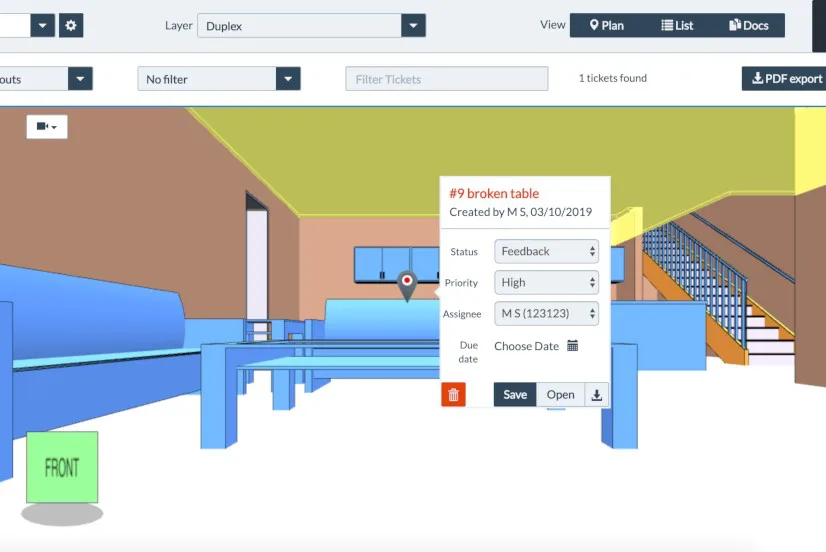 Layer Duplex View Plan List Docs
outs No filter Filter Tickets 1 tickets found PDF export
#9 broken table
Created by M S, 03/10/2019
Status Feedback
Priority High
Assignee M S (123123)
Due date Choose Date
Save Open
FRONT